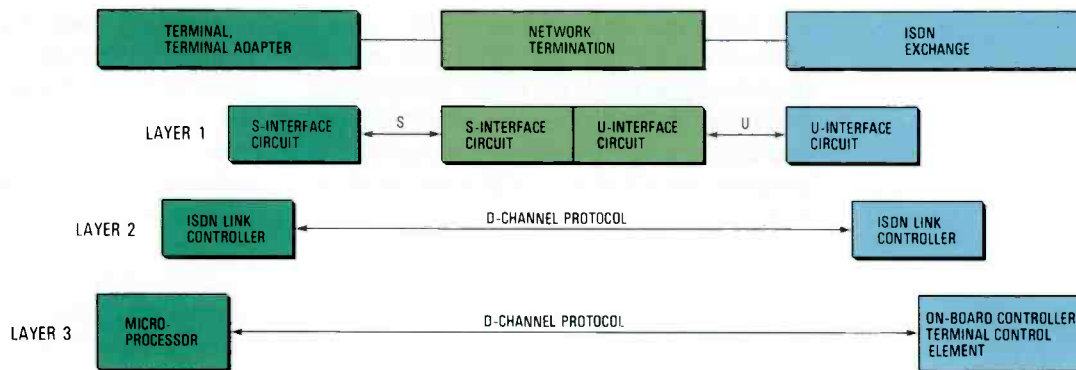 TERMINAL,
TERMINAL ADAPTER
NETWORK
TERMINATION
ISDN
EXCHANGE
LAYER 1
S-INTERFACE
CIRCUIT
S
S-INTERFACE
CIRCUIT
U-INTERFACE
CIRCUIT
U
U-INTERFACE
CIRCUIT
LAYER 2
ISDN LINK
CONTROLLER
D-CHANNEL PROTOCOL
ISDN LINK
CONTROLLER
LAYER 3
MICRO-
PROCESSOR
D-CHANNEL PROTOCOL
ON-BOARD CONTROLLER
TERMINAL CONTROL
ELEMENT